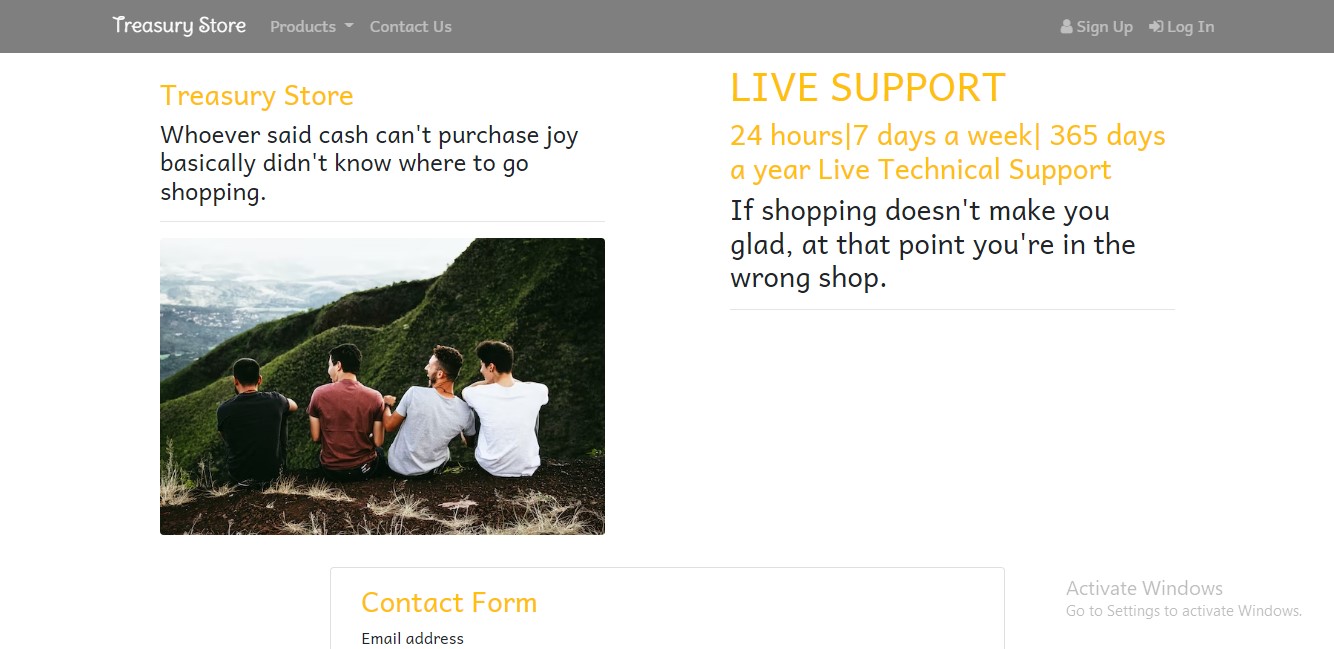 Treasury Store Products Contact Us Sign Up Log In
Treasury Store
Whoever said cash can't purchase joy
basically didn't know where to go
shopping.
LIVE SUPPORT
24 hours|7 days a week| 365 days
a year Live Technical Support
If shopping doesn't make you
glad, at that point you're in the
wrong shop.
Contact Form
Email address
Activate Windows
Go to Settings to activate Windows.